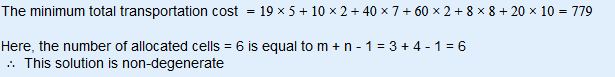 The minimum total transportation cost = 19 × 5 + 10 × 2 + 40 × 7 + 60 × 2 + 8 × 8 + 20 × 10 = 779
Here, the number of allocated cells = 6 is equal to m + n - 1 = 3 + 4 - 1 = 6
∴ This solution is non-degenerate